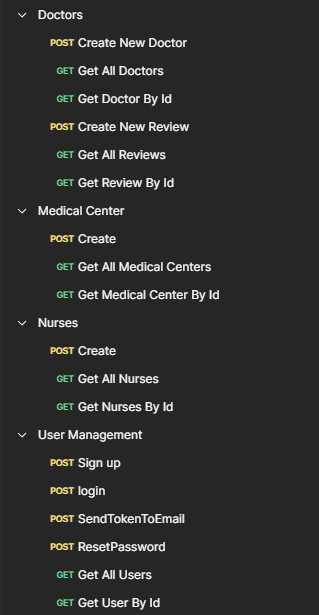 Doctors
POST Create New Doctor
GET Get All Doctors
GET Get Doctor By Id
POST Create New Review
GET Get All Reviews
GET Get Review By Id
Medical Center
POST Create
GET Get All Medical Centers
GET Get Medical Center By Id
Nurses
POST Create
GET Get All Nurses
GET Get Nurses By Id
User Management
POST Sign up
POST login
POST SendTokenToEmail
POST ResetPassword
GET Get All Users
GET Get User By Id